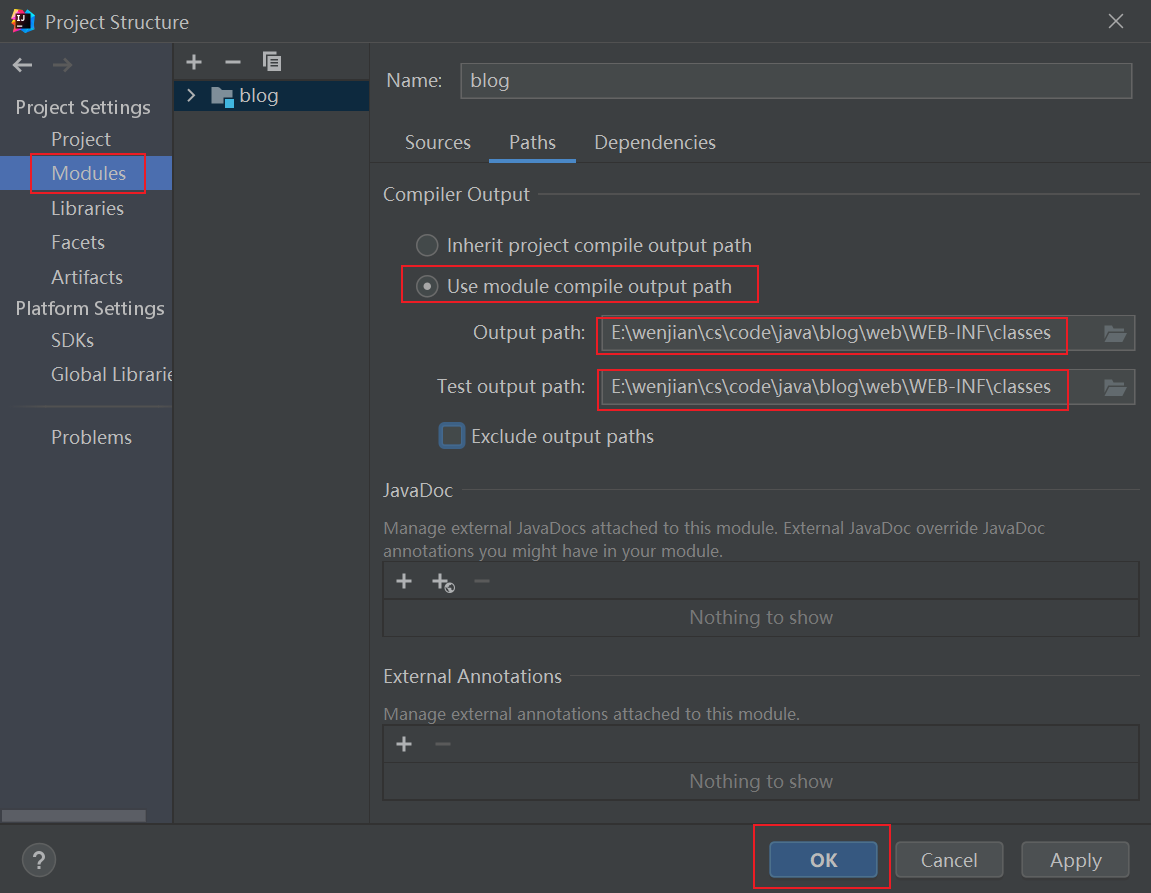 Project Structure
Project Settings
Project
Modules
Libraries
Facets
Artifacts
Platform Settings
SDKs
Global Librarie
Problems
blog
Name: blog
Sources Paths Dependencies
Compiler Output
Inherit project compile output path
Use module compile output path
Output path: E:\wenjian\cs\code\java\blog\web\WEB-INF\classes
Test output path: E:\wenjian\cs\code\java\blog\web\WEB-INF\classes
Exclude output paths
JavaDoc
Manage external JavaDocs attached to this module. External JavaDoc override JavaDoc
annotations you might have in your module.
Nothing to show
External Annotations
Manage external annotations attached to this module.
Nothing to show
? OK Cancel Apply